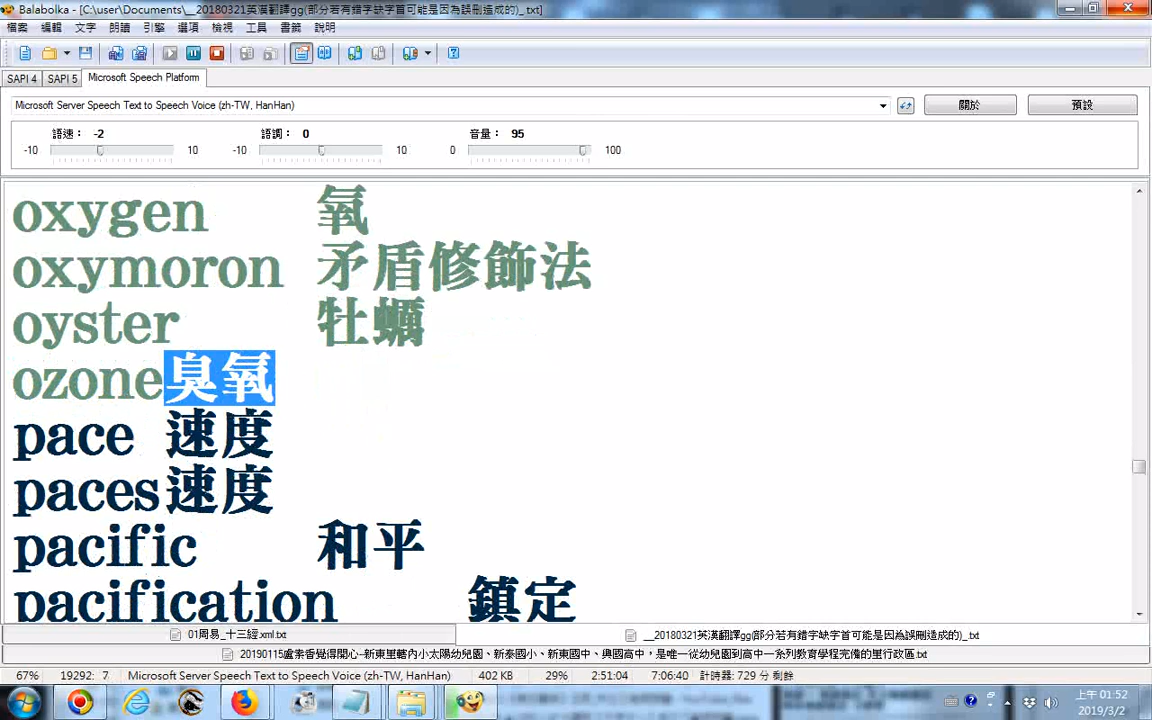 Balabolka - [C:\user\Documents\__20180321英漢翻譯gg(部分若有錯字缺字首可能是因為誤刪造成的)_.txt]
檔案 編輯 文字 朗讀 引擎 選項 檢視 工具 書籤 說明
SAPI 4 SAPI 5 Microsoft Speech Platform
Microsoft Server Speech Text to Speech Voice (zh-TW, HanHan) 關於 預設
語速： -2 語調： 0 音量： 95
-10 10 -10 10 0 100
oxygen 氧
oxymoron 矛盾修飾法
oyster 牡蠣
ozone臭氧
pace 速度
paces速度
pacific 和平
pacification 鎮定
01周易_十三經.xml.txt __20180321英漢翻譯gg(部分若有錯字缺字首可能是因為誤刪造成的)_.txt
20190115盧素香覺得開心--新東里轄內小太陽幼兒園、新泰國小、新東國中、興國高中，是唯一從幼兒園到高中一系列教育學程完備的里行政區.txt
67% 19292: 7 Microsoft Server Speech Text to Speech Voice (zh-TW, HanHan) 402 KB 29% 2:51:04 7:06:40 計時器: 729 分 剩餘
上午 01:52
2019/3/2